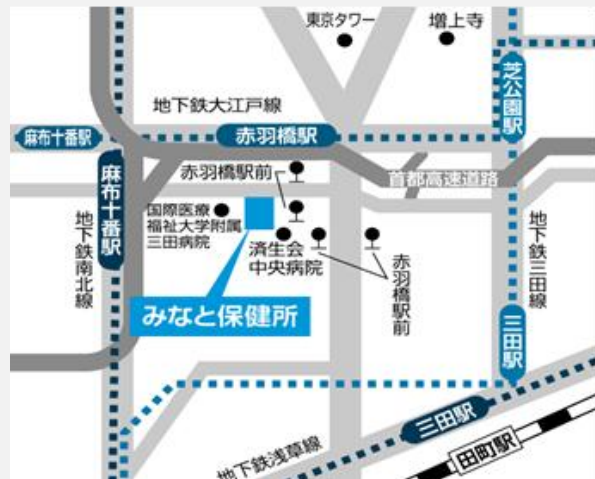 東京タワー
増上寺
芝公園駅
地下鉄大江戸線
麻布十番駅
赤羽橋駅
麻布十番駅
赤羽橋駅前
首都高速道路
国際医療
福祉大学附属
三田病院
済生会
中央病院
赤羽橋駅前
地下鉄南北線
地下鉄三田線
みなと保健所
三田駅
三田駅
田町駅
地下鉄浅草線